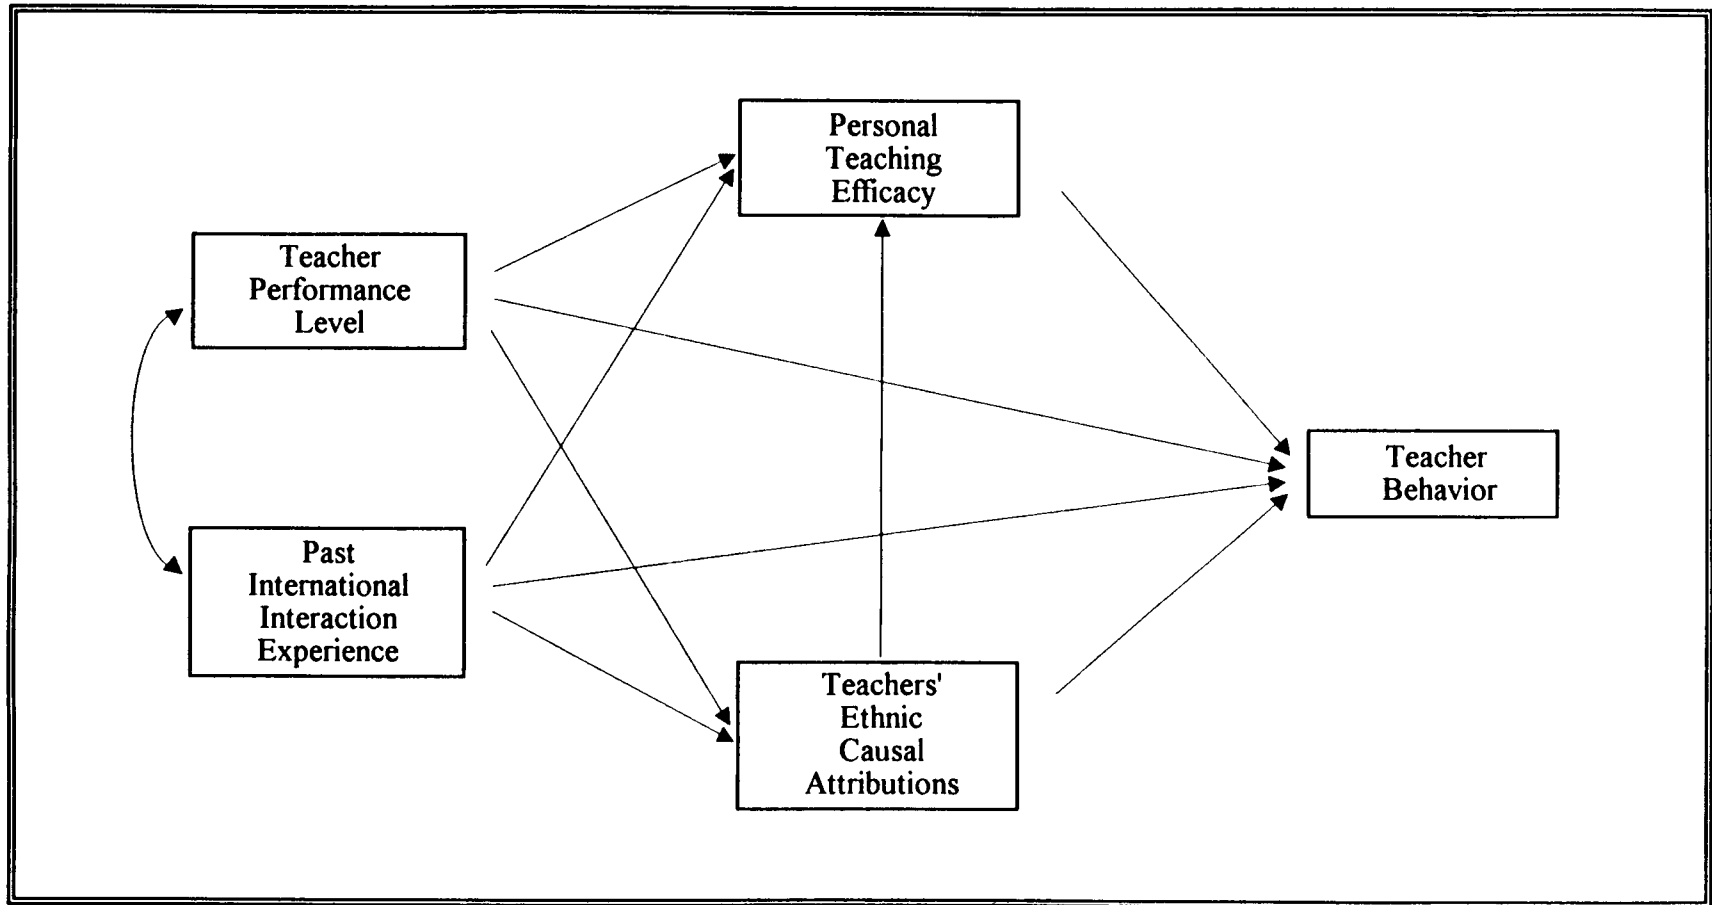 Personal
Teaching
Efficacy
Teacher
Performance
Level
Teacher
Behavior
Past
International
Interaction
Experience
Teachers'
Ethnic
Causal
Attributions